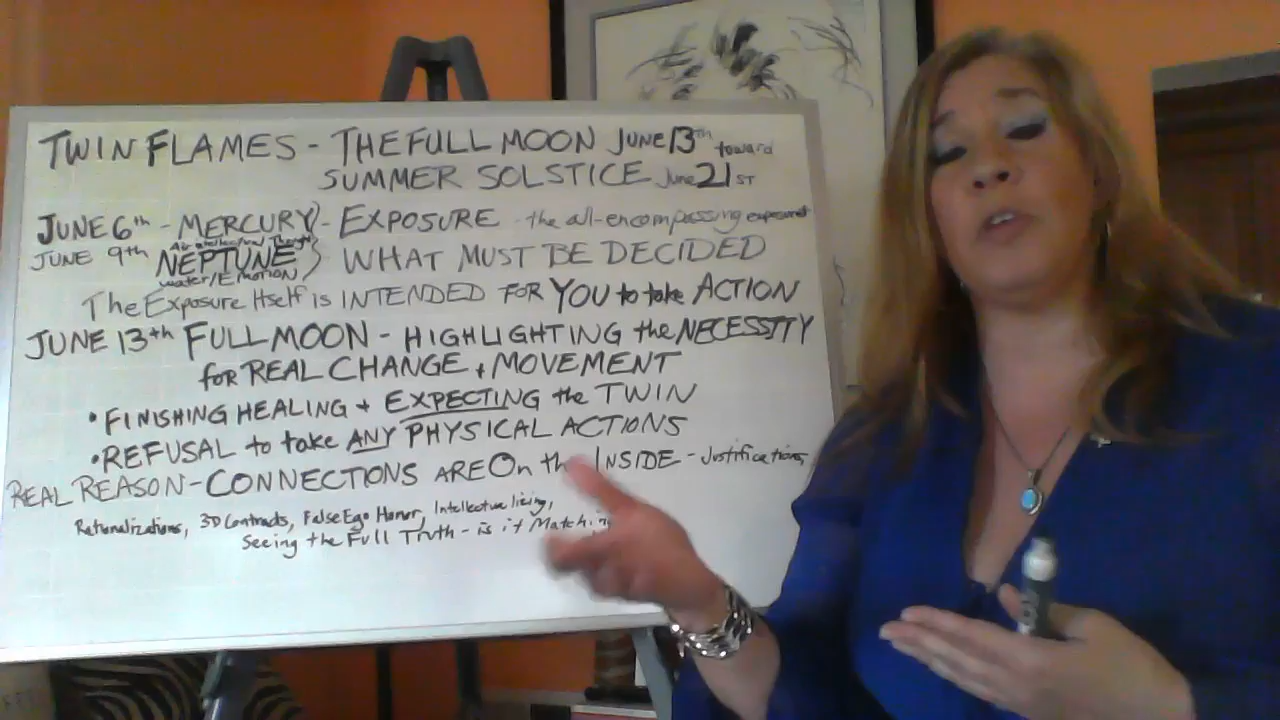 TWIN FLAMES - THE FULL MOON JUNE 13th toward
SUMMER SOLSTICE June 21ST
JUNE 6th - MERCURY) - EXPOSURE - the all-encompassing
Air
JUNE 9th NEPTUNE } WHAT MUST BE DECIDED
water/EMOTION
The Exposure Itself is INTENDED FOR YOU to take ACTION
JUNE 13th FULL MOON - HIGHLIGHTING the NECESSITY
for REAL CHANGE + MOVEMENT
• FINISHING HEALING + EXPECTING the TWIN
• REFUSAL to take ANY PHYSICAL ACTIONS
REAL REASON - CONNECTIONS ARE On the INSIDE - Justifications,
Rationalizations, 3D Contracts, False Ego Honor,
Seeing the Full Truth - is it Matching